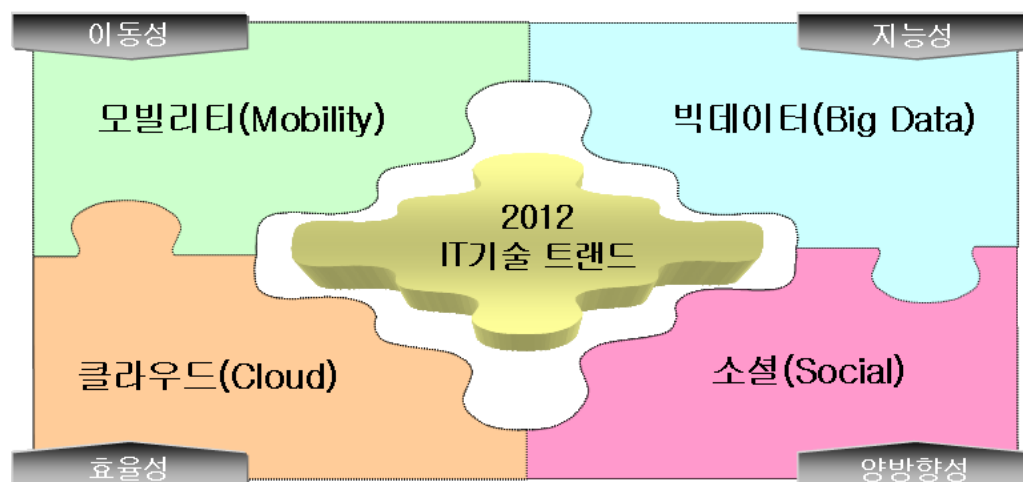 이동성
지능성
모빌리티(Mobility)
빅데이터(Big Data)
2012
IT기술 트랜드
클라우드(Cloud)
소셜(Social)
효율성
양방향성